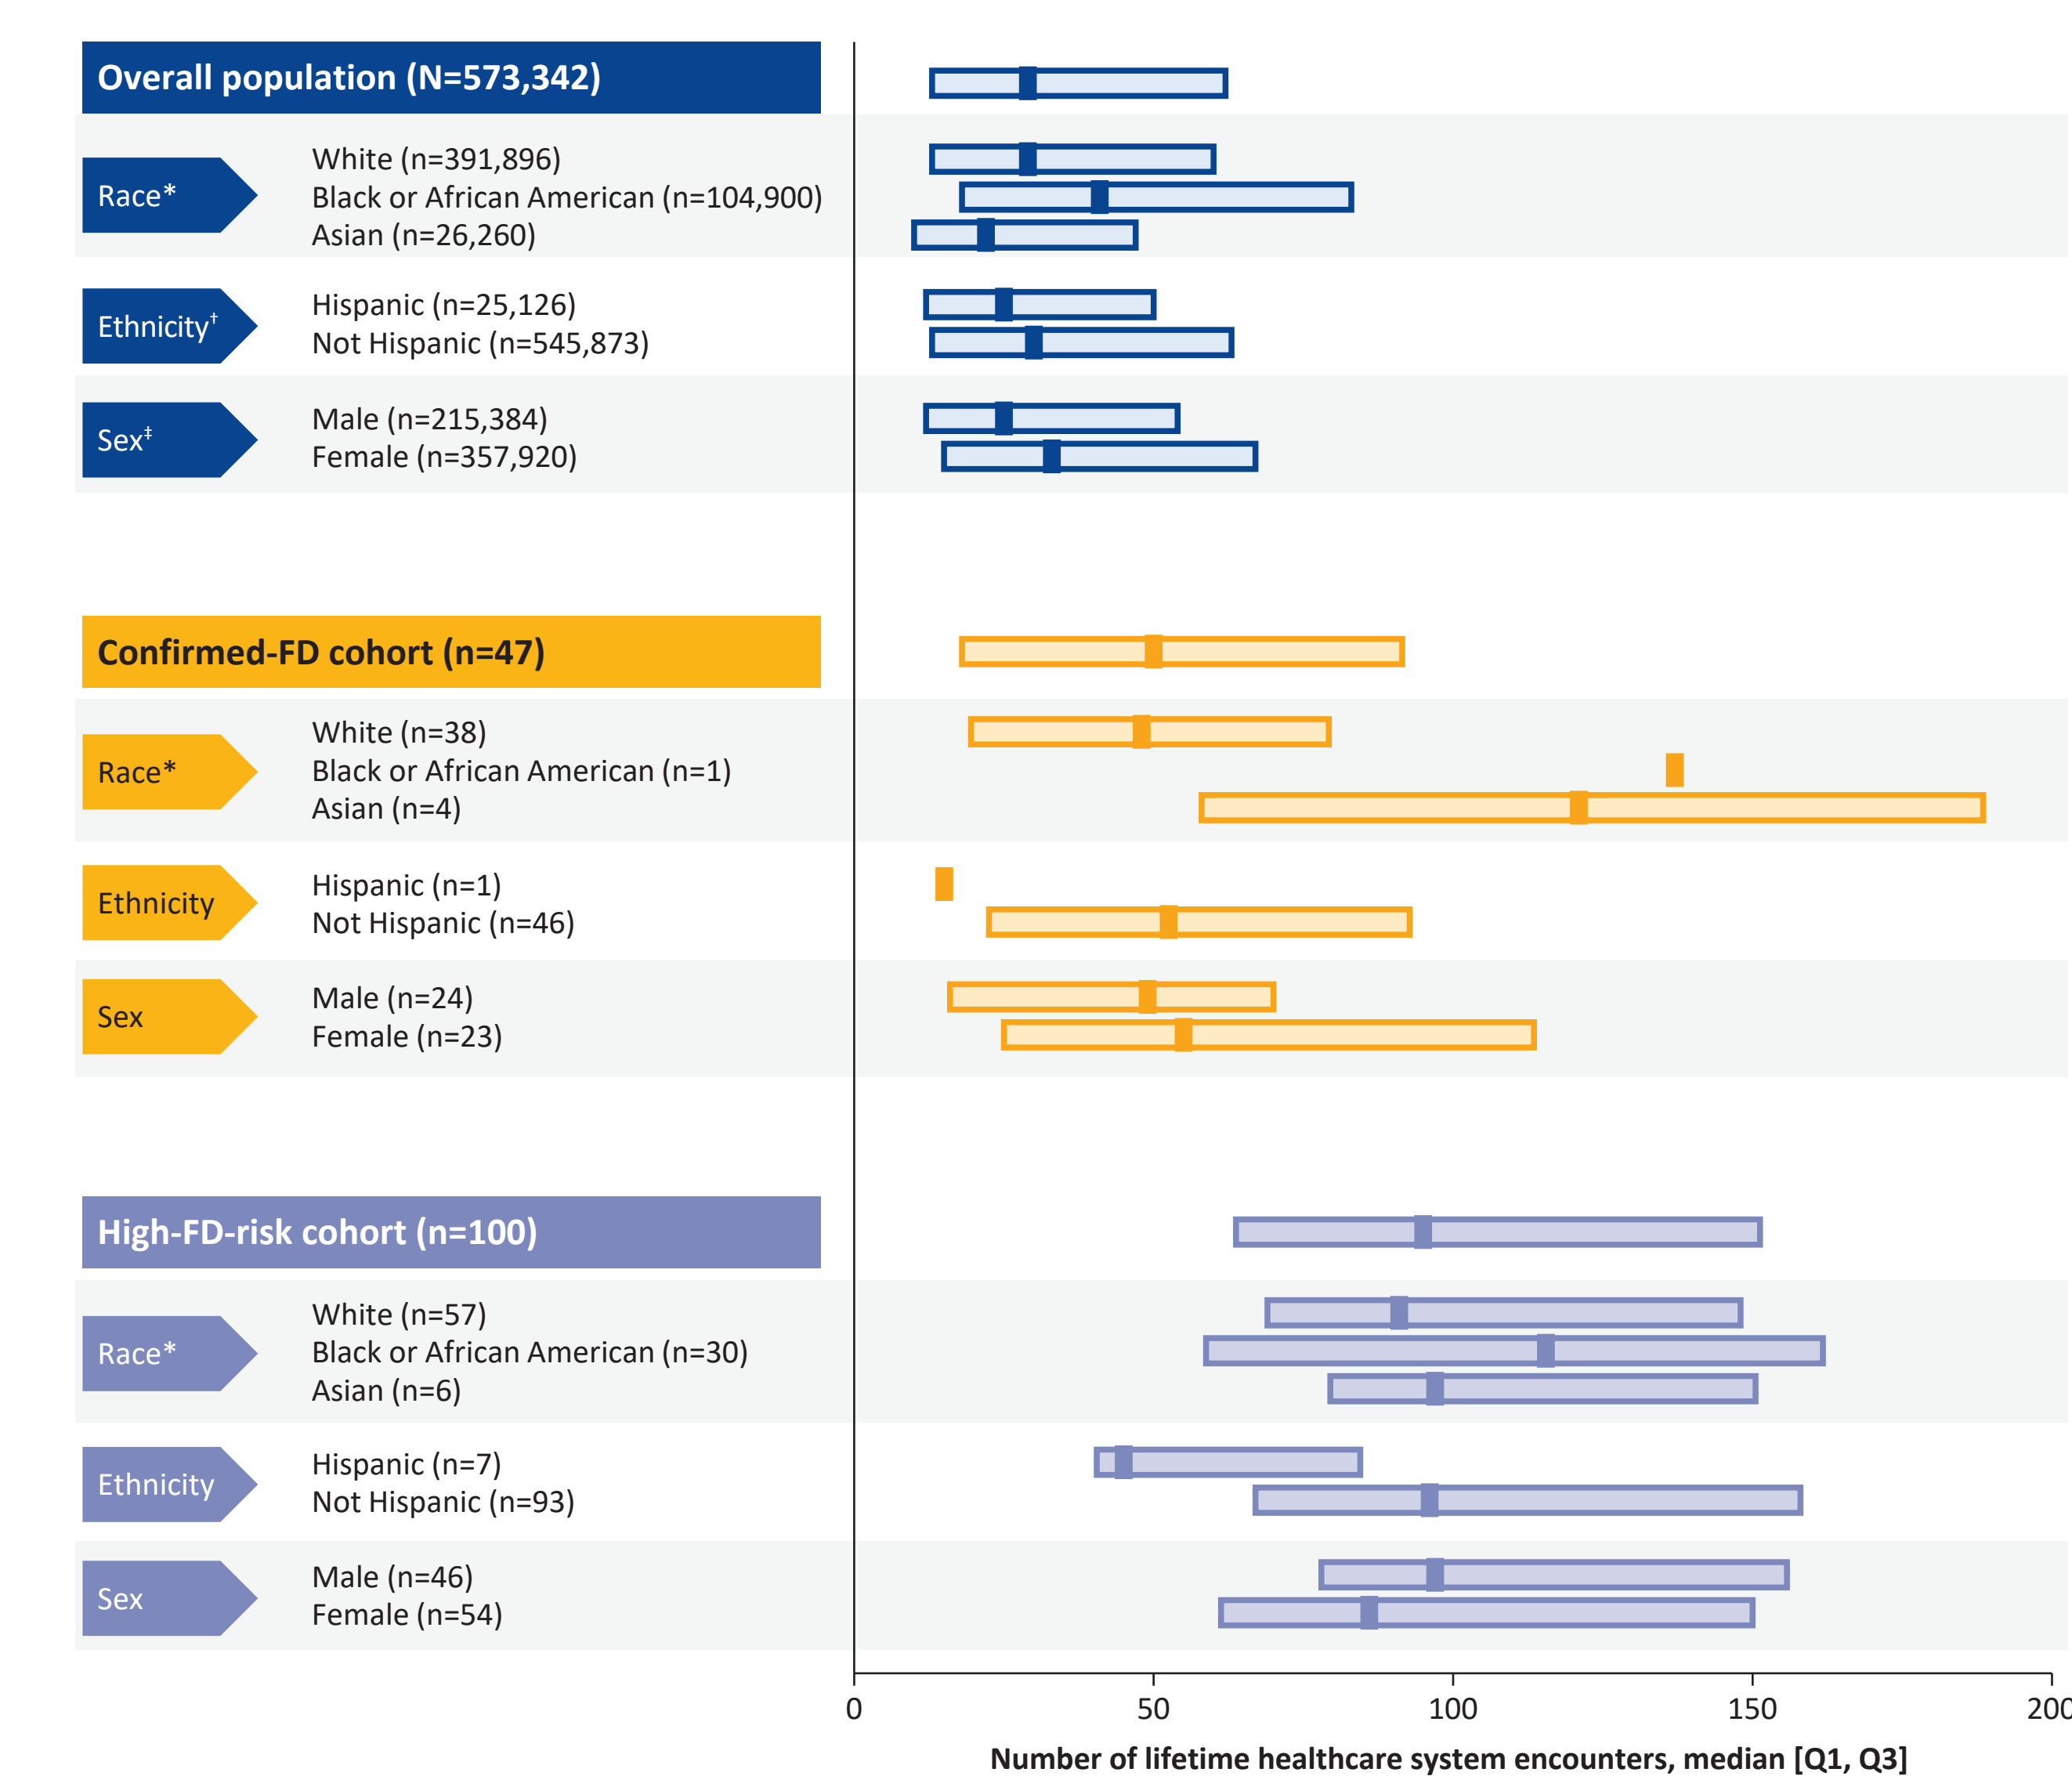 Overall population (N=573,342)
Race*
White (n=391,896)
Black or African American (n=104,900)
Asian (n=26,260)
Ethnicity†
Hispanic (n=25,126)
Not Hispanic (n=545,873)
Sex‡
Male (n=215,384)
Female (n=357,920)
Confirmed-FD cohort (n=47)
Race*
White (n=38)
Black or African American (n=1)
Asian (n=4)
Ethnicity
Hispanic (n=1)
Not Hispanic (n=46)
Sex
Male (n=24)
Female (n=23)
High-FD-risk cohort (n=100)
Race*
White (n=57)
Black or African American (n=30)
Asian (n=6)
Ethnicity
Hispanic (n=7)
Not Hispanic (n=93)
Sex
Male (n=46)
Female (n=54)
0 50 100 150 200
Number of lifetime healthcare system encounters, median [Q1, Q3]